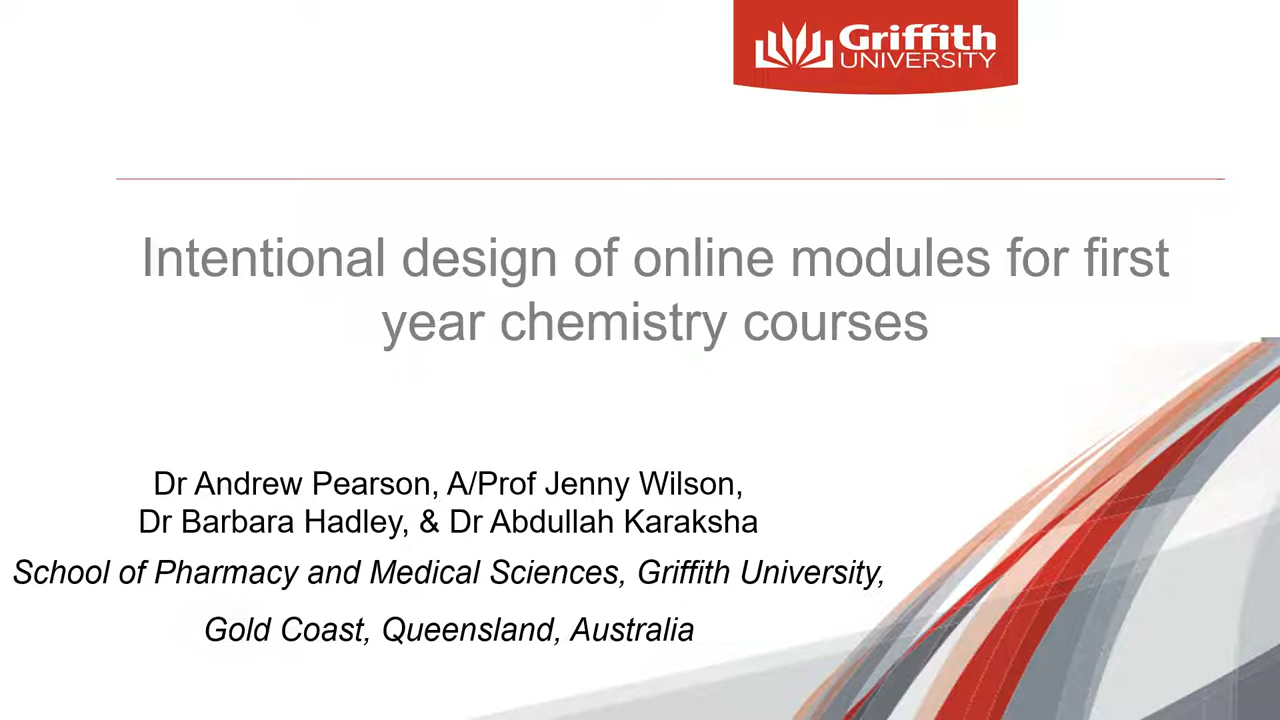 Griffith
UNIVERSITY
Intentional design of online modules for first
year chemistry courses
Dr Andrew Pearson, A/Prof Jenny Wilson,
Dr Barbara Hadley, & Dr Abdullah Karaksha
School of Pharmacy and Medical Sciences, Griffith University,
Gold Coast, Queensland, Australia